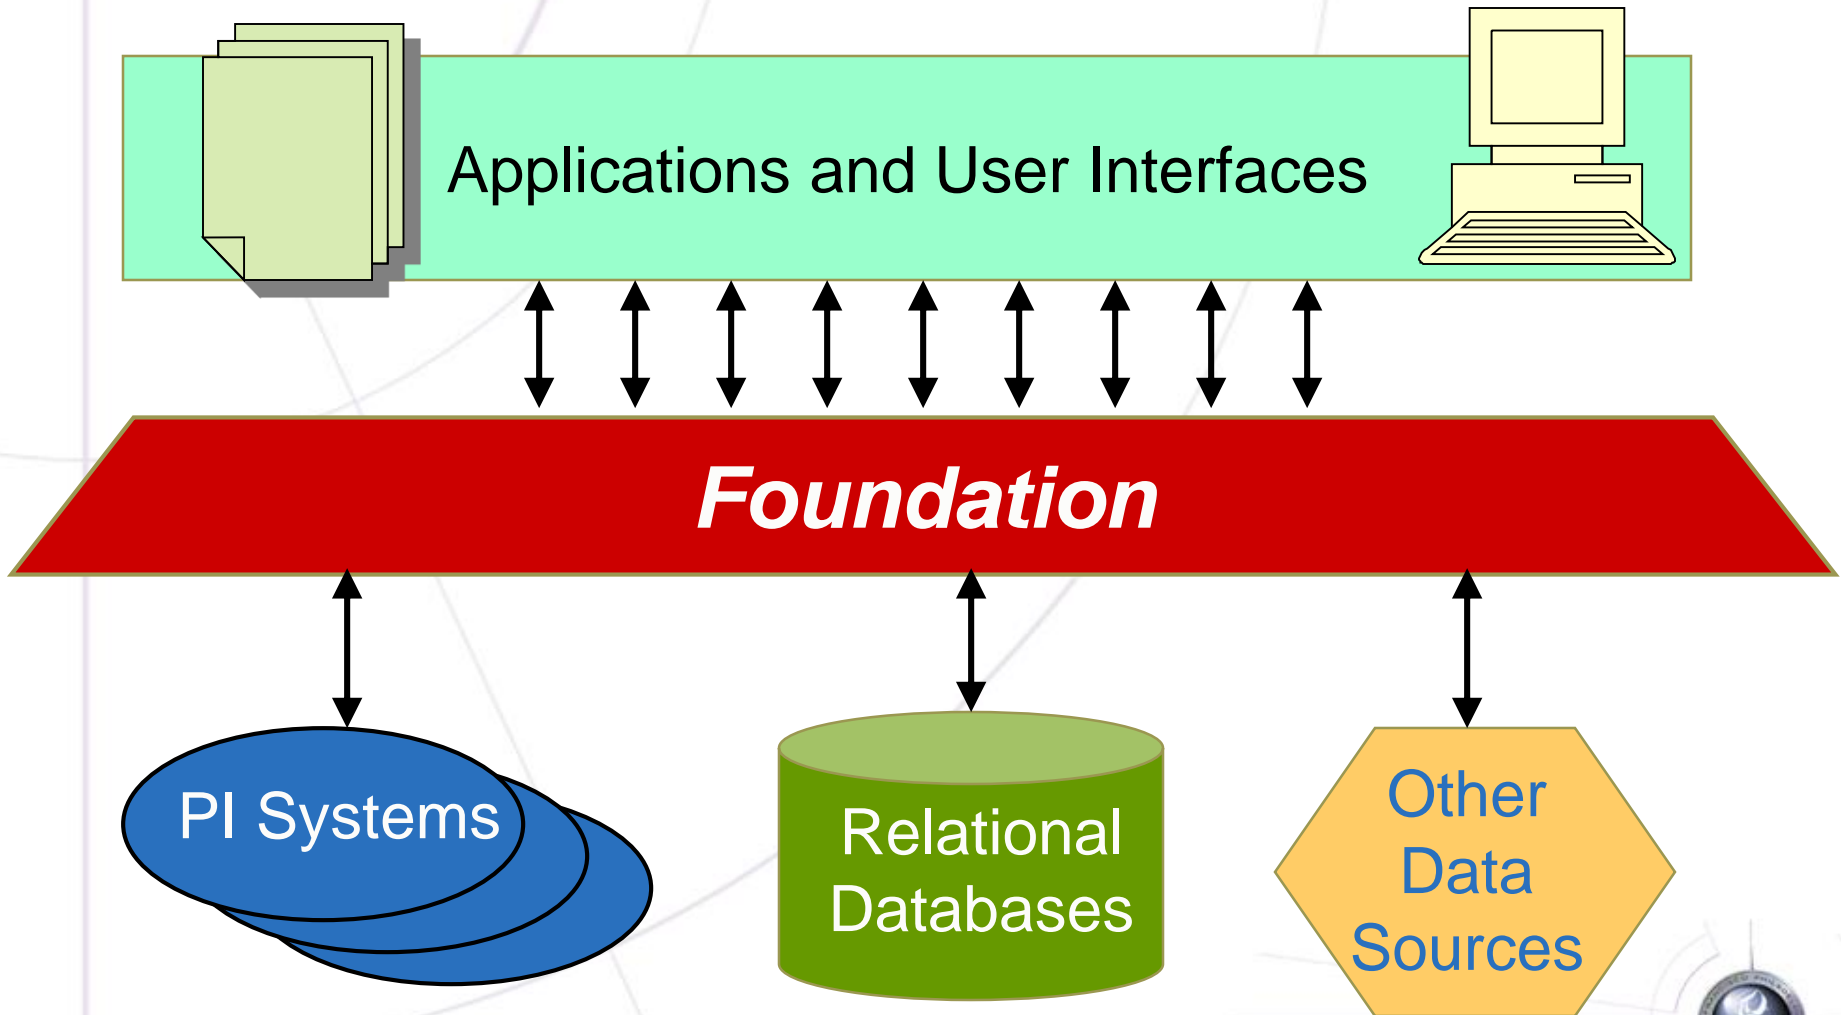 Applications and User Interfaces
Foundation
PI Systems
Relational
Databases
Other
Data
Sources